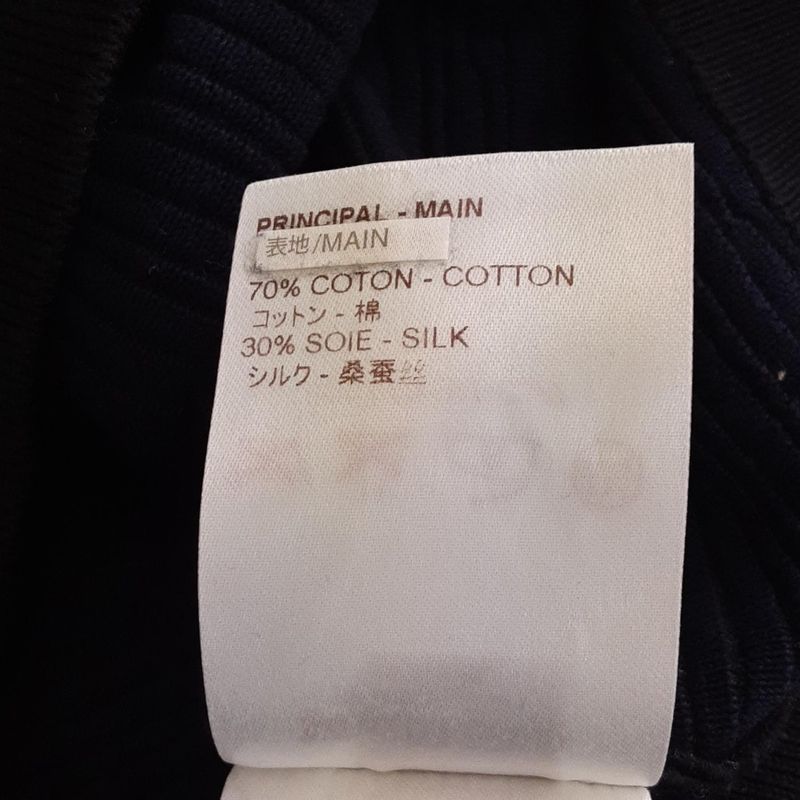 PRINCIPAL - MAIN
表地/MAIN
70% COTON - COTTON
コットン - 棉
30% SOIE - SILK
シルク - 桑蚕丝